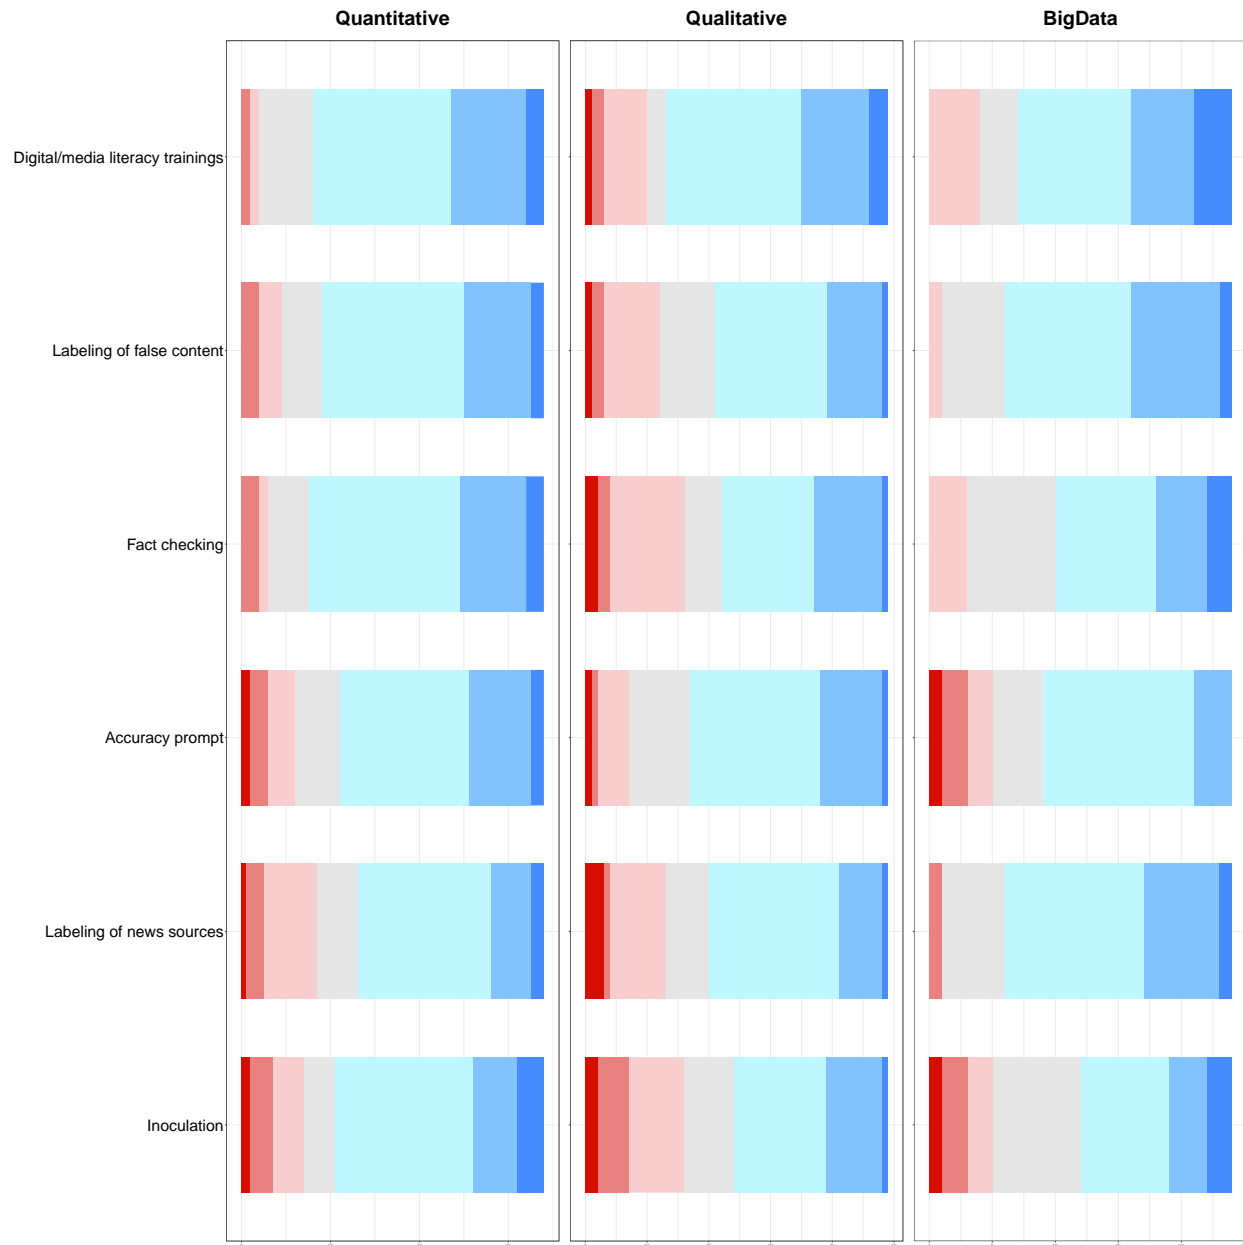 Quantitative
Qualitative
BigData
Digital/media literacy trainings
Labeling of false content
Fact checking
Accuracy prompt
Labeling of news sources
Inoculation